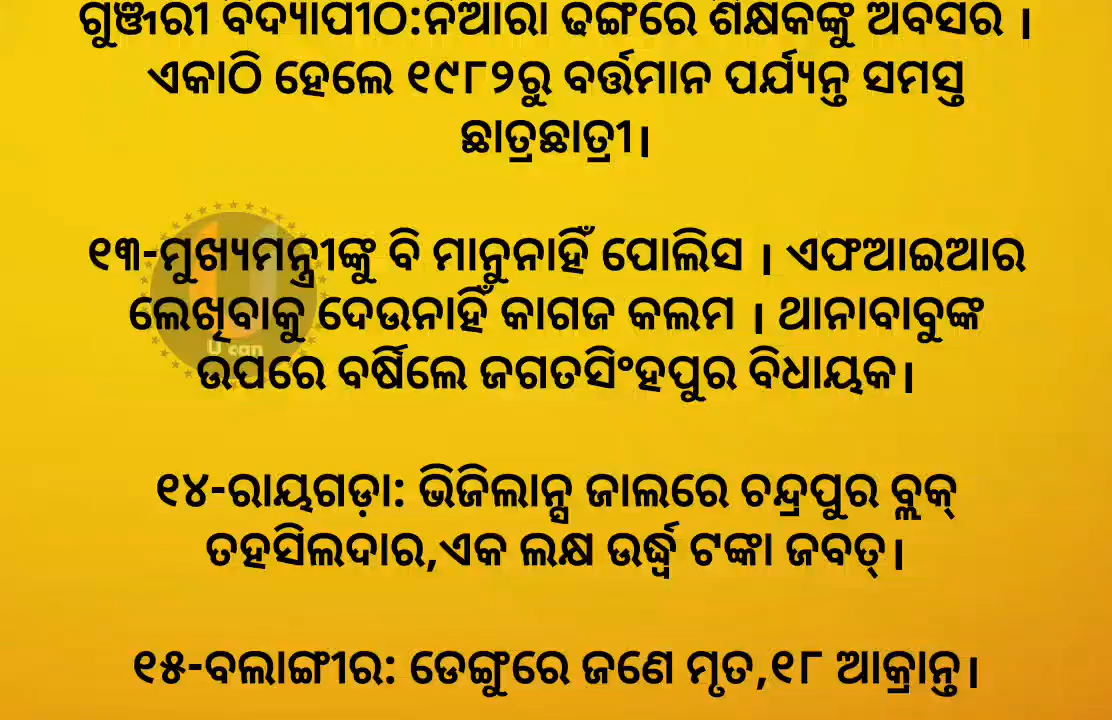 ଗୁଞ୍ଜରୀ ବିଦ୍ୟାପୀଠ:ନିଆରା ଢଙ୍ଗରେ ଶିକ୍ଷକଙ୍କୁ ଅବସର ।
ଏକାଠି ହେଲେ ୧୯୮୨ରୁ ବର୍ତ୍ତମାନ ପର୍ଯ୍ୟନ୍ତ ସମସ୍ତ
ଛାତ୍ରଛାତ୍ରୀ।
୧୩-ମୁଖ୍ୟମନ୍ତ୍ରୀଙ୍କୁ ବି ମାନୁନାହିଁ ପୋଲିସ । ଏଫଆଇଆର
ଲେଖିବାକୁ ଦେଉନାହିଁ କାଗଜ କଲମ । ଥାନାବାବୁଙ୍କ
U can
ଉପରେ ବର୍ଷିଲେ ଜଗତସିଂହପୁର ବିଧାୟକ।
୧୪-ରାୟଗଡ଼ା: ଭିଜିଲାନ୍ସ ଜାଲରେ ଚନ୍ଦ୍ରପୁର ବ୍ଲକ୍
ତହସିଲଦାର,ଏକ ଲକ୍ଷ ଉର୍ଦ୍ଧ୍ୱ ଟଙ୍କା ଜବତ୍।
୧୫-ବଲାଙ୍ଗୀର: ଡେଙ୍ଗୁରେ ଜଣେ ମୃତ,୧୮ ଆକ୍ରାନ୍ତ।